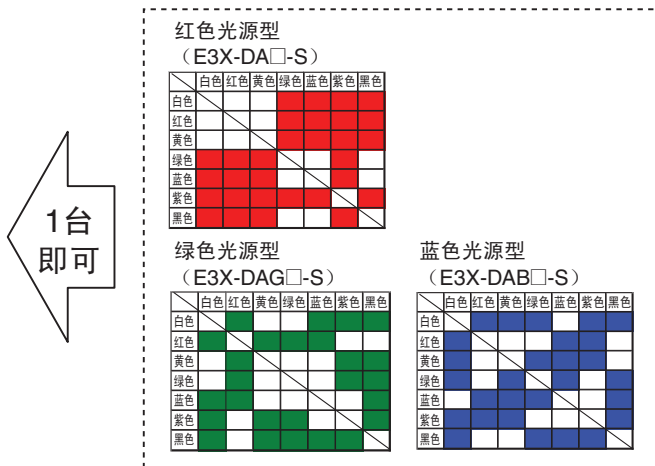 红色光源型
（E3X-DA□-S）
白色 红色 黄色 绿色 蓝色 紫色 黑色
白色
红色
黄色
绿色
蓝色
紫色
黑色
1台
即可
绿色光源型
（E3X-DAG□-S）
白色 红色 黄色 绿色 蓝色 紫色 黑色
白色
红色
黄色
绿色
蓝色
紫色
黑色
蓝色光源型
（E3X-DAB□-S）
白色 红色 黄色 绿色 蓝色 紫色 黑色
白色
红色
黄色
绿色
蓝色
紫色
黑色